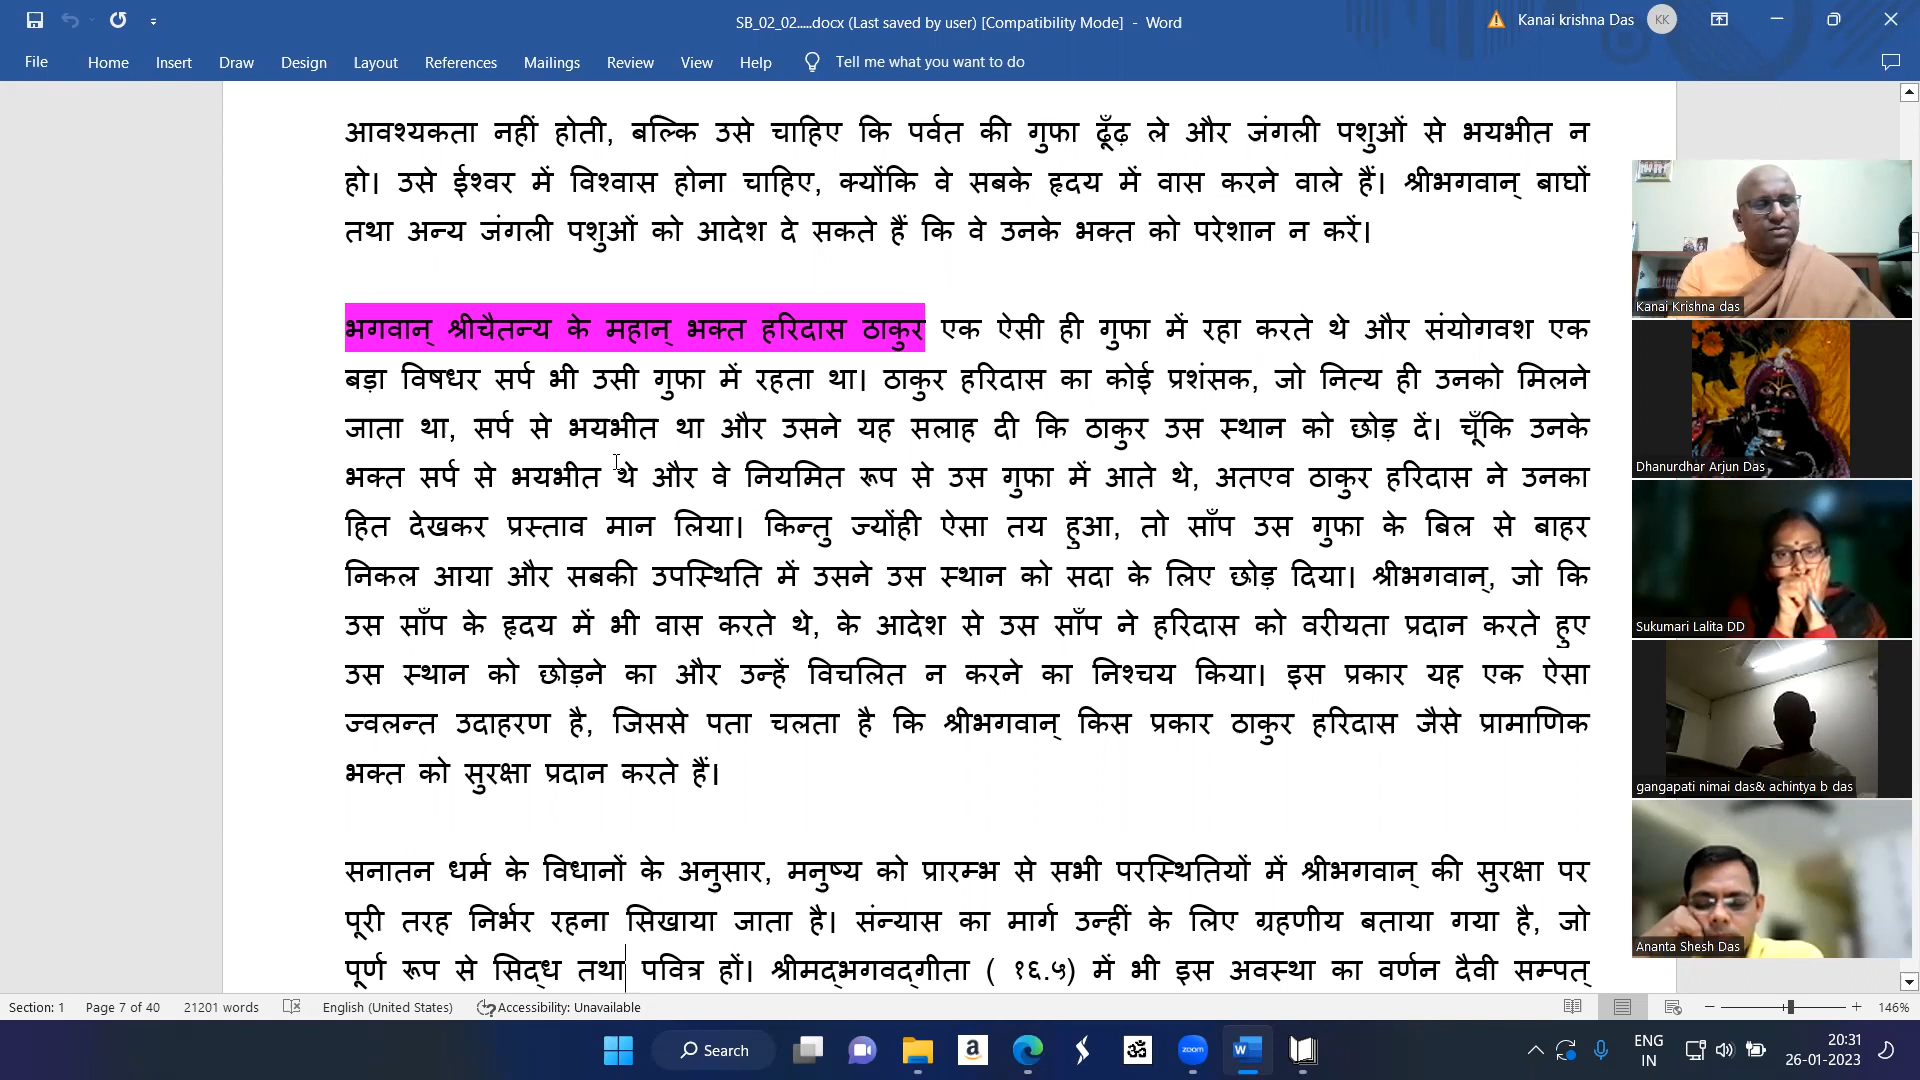 SB_02_02.....docx (Last saved by user) [Compatibility Mode] - Word
Kanai krishna Das
KK
File Home Insert Draw Design Layout References Mailings Review View Help Tell me what you want to do
आवश्यकता नहीं होती, बल्कि उसे चाहिए कि पर्वत की गुफा ढूँढ़ ले और जंगली पशुओं से भयभीत न
हो। उसे ईश्वर में विश्वास होना चाहिए, क्योंकि वे सबके हृदय में वास करने वाले हैं। श्रीभगवान् बाघों
तथा अन्य जंगली पशुओं को आदेश दे सकते हैं कि वे उनके भक्त को परेशान न करें।
भगवान् श्रीचैतन्य के महान् भक्त हरिदास ठाकुर एक ऐसी ही गुफा में रहा करते थे और संयोगवश एक
बड़ा विषधर सर्प भी उसी गुफा में रहता था। ठाकुर हरिदास का कोई प्रशंसक, जो नित्य ही उनको मिलने
जाता था, सर्प से भयभीत था और उसने यह सलाह दी कि ठाकुर उस स्थान को छोड़ दें। चूँकि उनके
भक्त सर्प से भयभीत थे और वे नियमित रूप से उस गुफा में आते थे, अतएव ठाकुर हरिदास ने उनका
हित देखकर प्रस्ताव मान लिया। किन्तु ज्योंही ऐसा तय हुआ, तो साँप उस गुफा के बिल से बाहर
निकल आया और सबकी उपस्थिति में उसने उस स्थान को सदा के लिए छोड़ दिया। श्रीभगवान्, जो कि
उस साँप के हृदय में भी वास करते थे, के आदेश से उस साँप ने हरिदास को वरीयता प्रदान करते हुए
उस स्थान को छोड़ने का और उन्हें विचलित न करने का निश्चय किया। इस प्रकार यह एक ऐसा
ज्वलन्त उदाहरण है, जिससे पता चलता है कि श्रीभगवान् किस प्रकार ठाकुर हरिदास जैसे प्रामाणिक
भक्त को सुरक्षा प्रदान करते हैं।
सनातन धर्म के विधानों के अनुसार, मनुष्य को प्रारम्भ से सभी परिस्थितियों में श्रीभगवान् की सुरक्षा पर
पूरी तरह निर्भर रहना सिखाया जाता है। संन्यास का मार्ग उन्हीं के लिए ग्रहणीय बताया गया है, जो
पूर्ण रूप से सिद्ध तथा पवित्र हों। श्रीमद्भगवद्गीता ( १६.५) में भी इस अवस्था का वर्णन दैवी सम्पत्
Kanai Krishna das
Dhanurdhar Arjun Das
Sukumari Lalita DD
gangapati nimai das& achintya b das
Ananta Shesh Das
Section: 1 Page 7 of 40 21201 words English (United States) Accessibility: Unavailable 146%
Search
a
ॐ
zoom
W
ENG
IN
20:31
26-01-2023